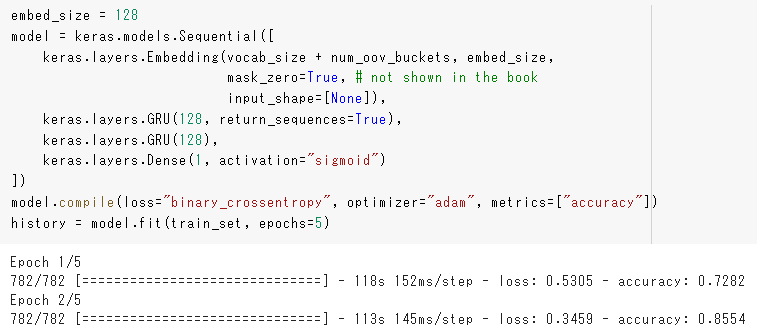 embed_size = 128
model = keras.models.Sequential([
    keras.layers.Embedding(vocab_size + num_oov_buckets, embed_size,
                           mask_zero=True, # not shown in the book
                           input_shape=[None]),
    keras.layers.GRU(128, return_sequences=True),
    keras.layers.GRU(128),
    keras.layers.Dense(1, activation="sigmoid")
])
model.compile(loss="binary_crossentropy", optimizer="adam", metrics=["accuracy"])
history = model.fit(train_set, epochs=5)
Epoch 1/5
782/782 [==============================] - 118s 152ms/step - loss: 0.5305 - accuracy: 0.7282
Epoch 2/5
782/782 [==============================] - 113s 145ms/step - loss: 0.3459 - accuracy: 0.8554